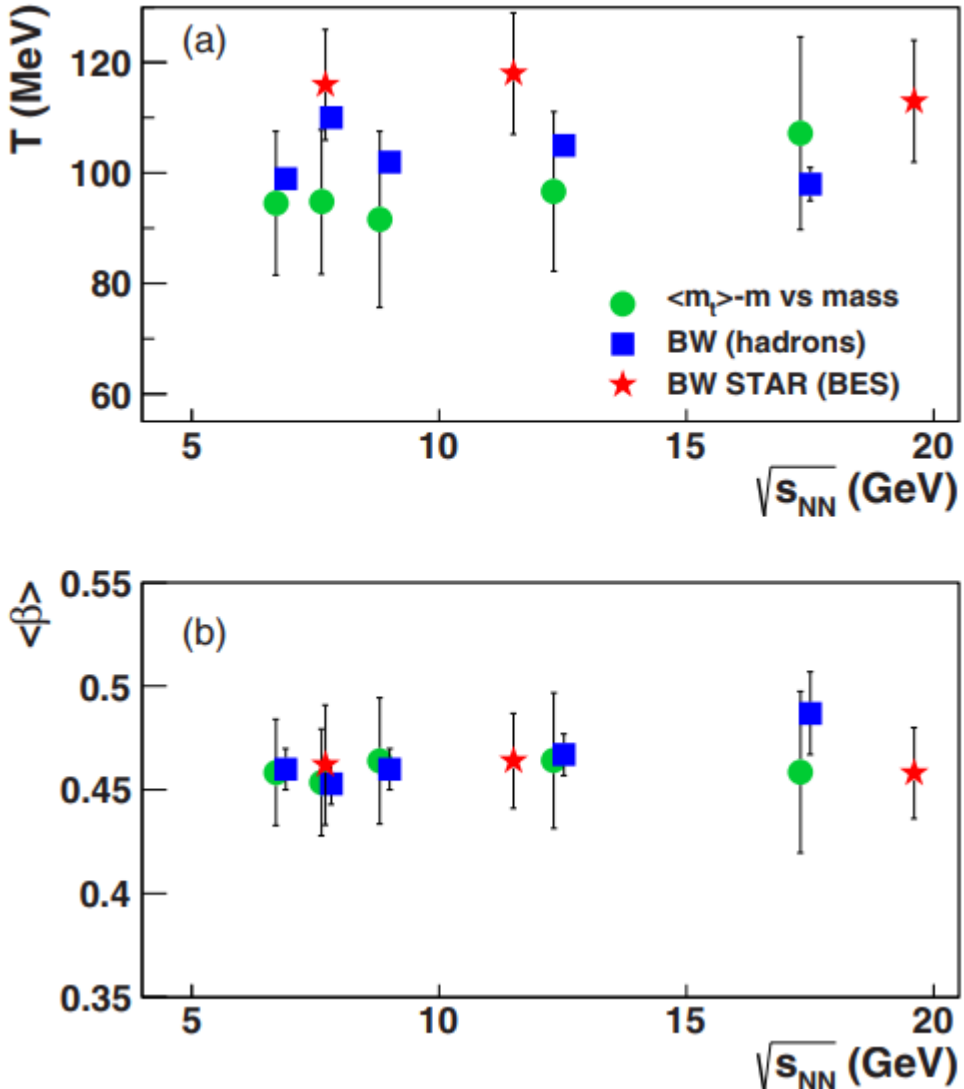 T (MeV)
(a)
120
100
80
60
<mₜ>-m vs mass
BW (hadrons)
BW STAR (BES)
5 10 15 20
√sNN (GeV)
<β>
(b)
0.55
0.5
0.45
0.4
0.35
5 10 15 20
√sNN (GeV)